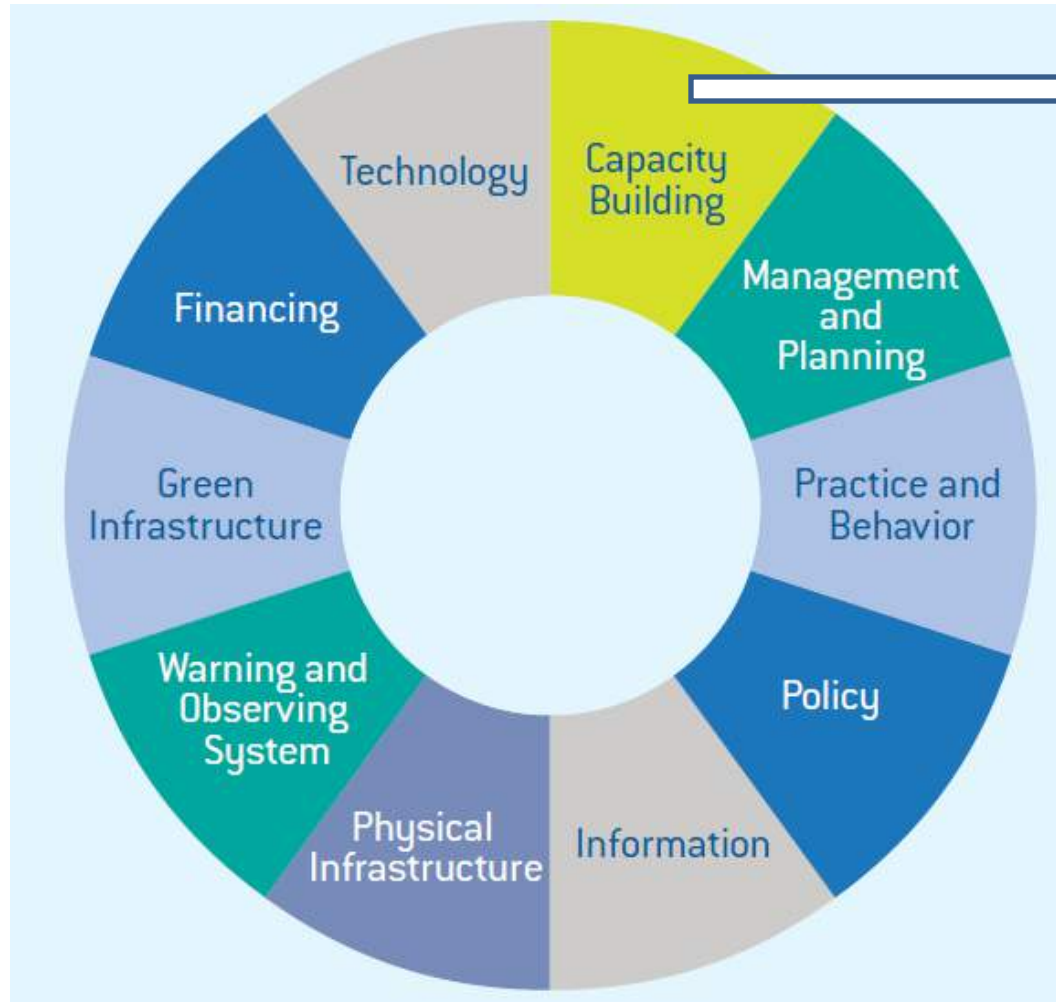 Technology
Capacity
Building
Management
and
Planning
Practice and
Behavior
Policy
Information
Physical
Infrastructure
Warning and
Observing
System
Green
Infrastructure
Financing